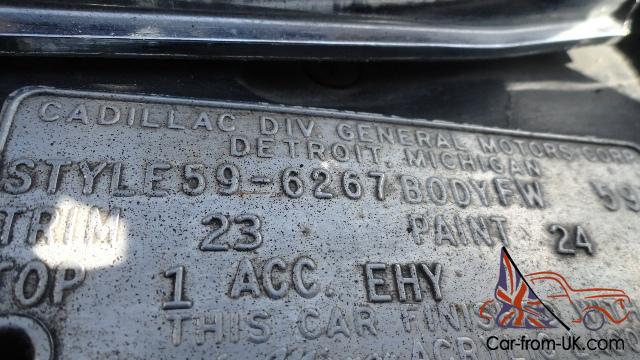 CADILLAC DIV. GENERAL MOTORS CORP.
DETROIT, MICHIGAN
STYLE 59-6267 BODY FW 59
TRIM 23 PAINT 24
TOP 1 ACC. EHY
THIS CAR FINISHED
Car-from-UK.com